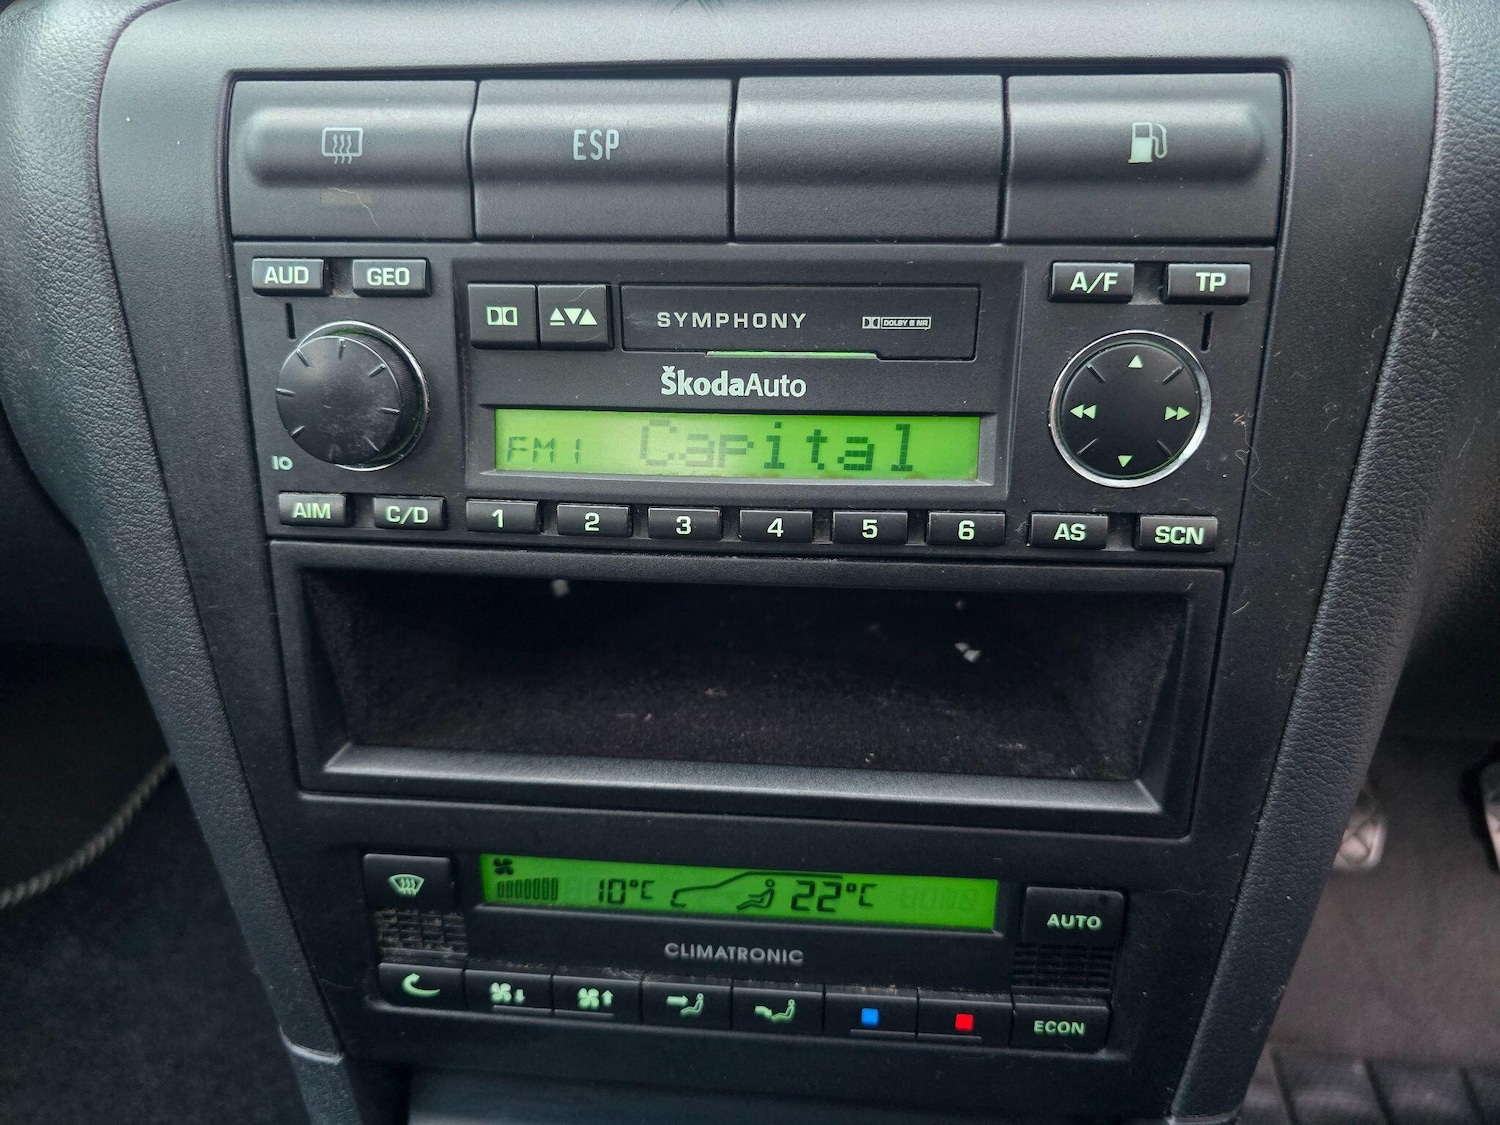 ESP
AUD GEO A/F TP
SYMPHONY DOLBY B NR
ŠkodaAuto
FM1 Capital
10
AIM C/D 1 2 3 4 5 6 AS SCN
10°C 22°C
AUTO
CLIMATRONIC
ECON